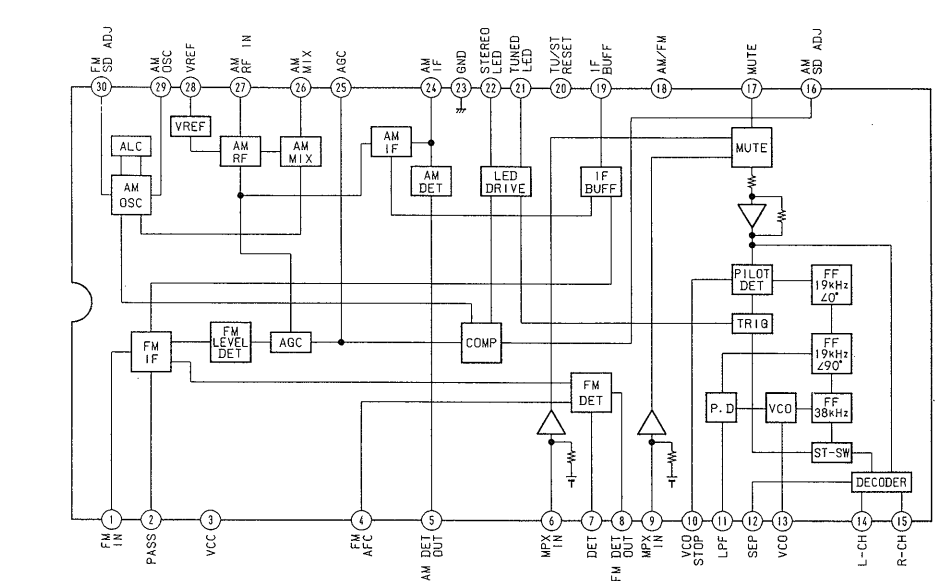 FM
SD ADJ
AM
OSC
VREF
AM
RF IN
AM
MIX
AGC
AM
IF
GND
STEREO
LED
TUNED
LED
TU/ST
RESET
IF
BUFF
AM/FM
MUTE
AM
SD ADJ
30
29
28
27
26
25
24
23
22
21
20
19
18
17
16
VREF
ALC
AM
RF
AM
MIX
AM
IF
AM
DET
LED
DRIVE
IF
BUFF
MUTE
AM
OSC
PILOT
DET
FF
19KHz
∠0°
TRIG
FM
IF
FM
LEVEL
DET
AGC
COMP
FF
19KHz
∠90°
FM
DET
P.D
VCO
FF
38KHz
ST-SW
DECODER
1
2
3
4
5
6
7
8
9
10
11
12
13
14
15
FM
IN
PASS
VCC
FM
AFC
AM DET
OUT
MPX
IN
DET
FM DET
OUT
MPX
IN
VCO
STOP
LPF
SEP
VCO
L-CH
R-CH